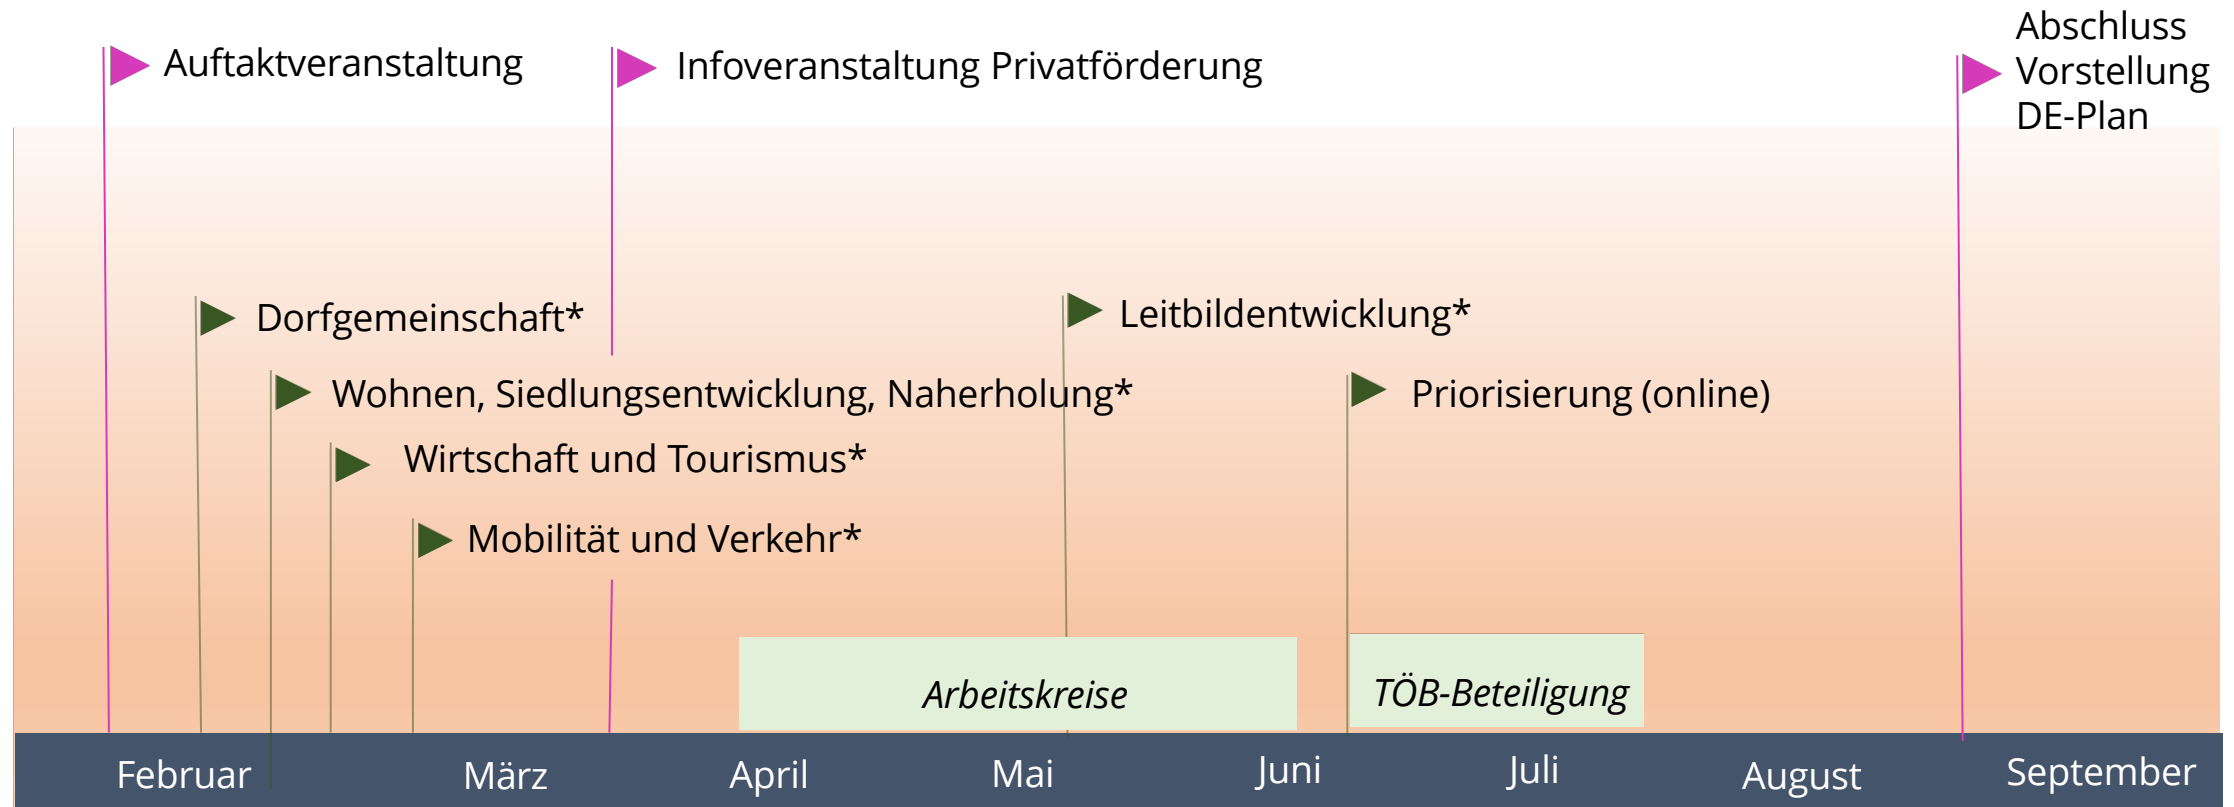 Auftaktveranstaltung
Infoveranstaltung Privatförderung
Abschluss
Vorstellung
DE-Plan
Dorfgemeinschaft*
Leitbildentwicklung*
Wohnen, Siedlungsentwicklung, Naherholung*
Priorisierung (online)
Wirtschaft und Tourismus*
Mobilität und Verkehr*
Arbeitskreise
TÖB-Beteiligung
Februar
März
April
Mai
Juni
Juli
August
September